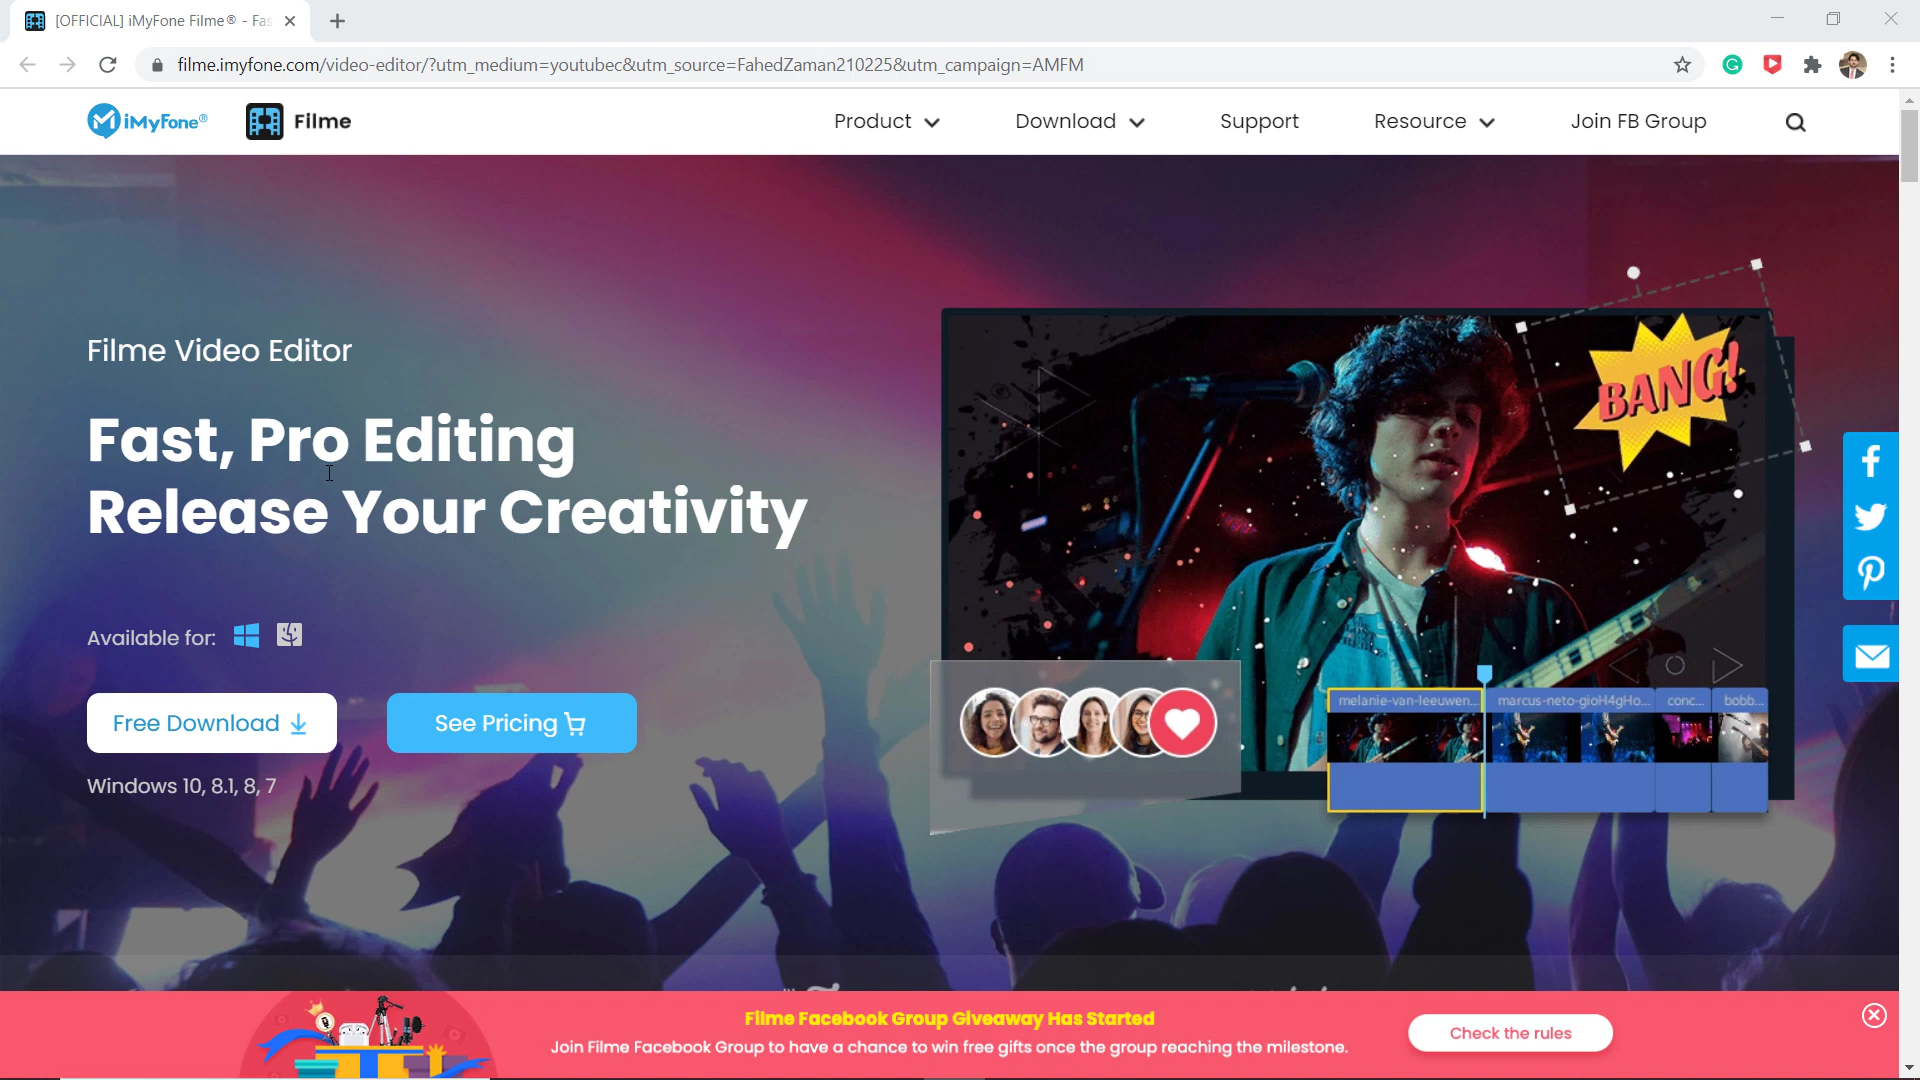 [OFFICIAL] iMyFone Filme® - Fas
filme.imyfone.com/video-editor/?utm_medium=youtubec&utm_source=FahedZaman210225&utm_campaign=AMFM
iMyFone® Filme Product Download Support Resource Join FB Group
Filme Video Editor
Fast, Pro Editing
Release Your Creativity
BANG!
Available for:
Free Download
See Pricing
Windows 10, 8.1, 8, 7
melanie-van-leeuwen... marcus-neto-gioH4gHo... conc... bobb...
Filme Facebook Group Giveaway Has Started
Join Filme Facebook Group to have a chance to win free gifts once the group reaching the milestone.
Check the rules